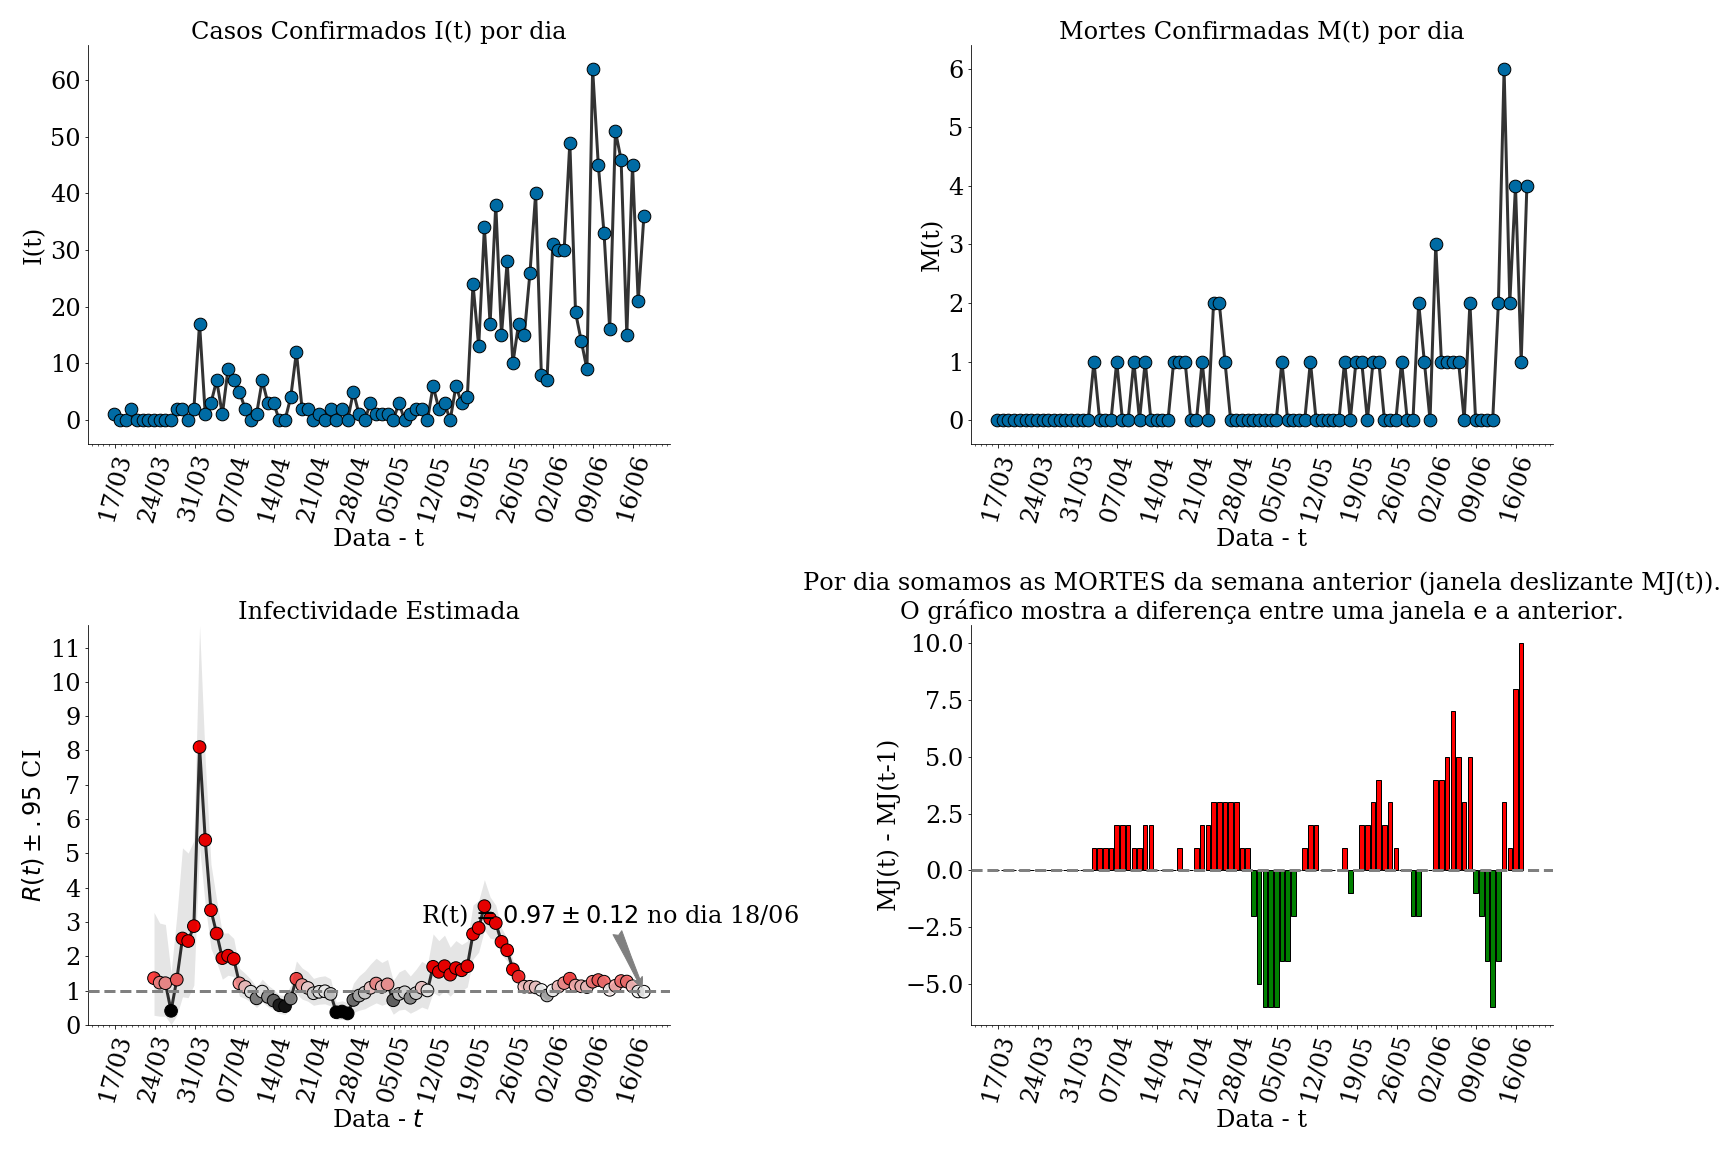 Casos Confirmados I(t) por dia
I(t)
60
50
40
30
20
10
0
17/03 24/03 31/03 07/04 14/04 21/04 28/04 05/05 12/05 19/05 26/05 02/06 09/06 16/06
Data - t
Mortes Confirmadas M(t) por dia
M(t)
6
5
4
3
2
1
0
17/03 24/03 31/03 07/04 14/04 21/04 28/04 05/05 12/05 19/05 26/05 02/06 09/06 16/06
Data - t
Infectividade Estimada
R(t) ± .95 CI
11
10
9
8
7
6
5
4
3
2
1
0
R(t) = 0.97 ± 0.12 no dia 18/06
17/03 24/03 31/03 07/04 14/04 21/04 28/04 05/05 12/05 19/05 26/05 02/06 09/06 16/06
Data - t
Por dia somamos as MORTES da semana anterior (janela deslizante MJ(t)).
O gráfico mostra a diferença entre uma janela e a anterior.
MJ(t) - MJ(t-1)
10.0
7.5
5.0
2.5
0.0
−2.5
−5.0
17/03 24/03 31/03 07/04 14/04 21/04 28/04 05/05 12/05 19/05 26/05 02/06 09/06 16/06
Data - t